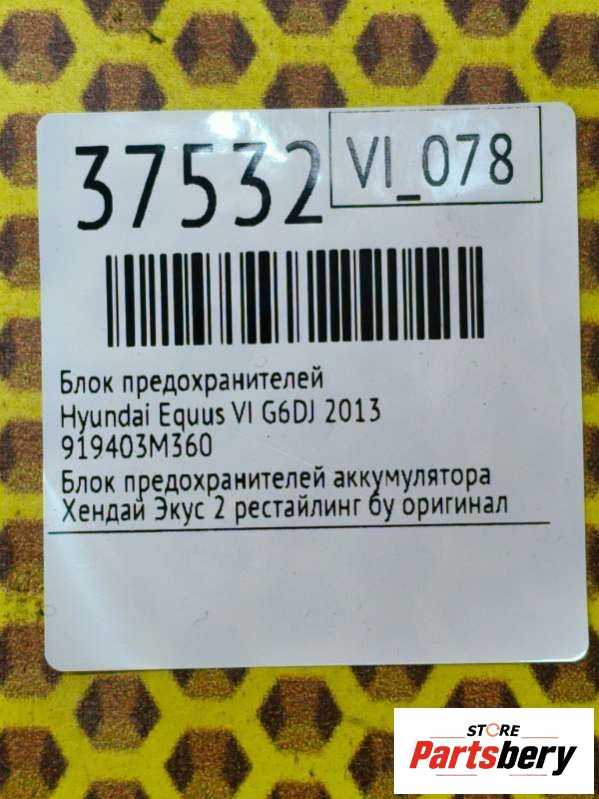 37532
VI_078
Блок предохранителей
Hyundai Equus VI G6DJ 2013
919403M360
Блок предохранителей аккумулятора
Хендай Экус 2 рестайлинг бу оригинал
STORE
Partsbery